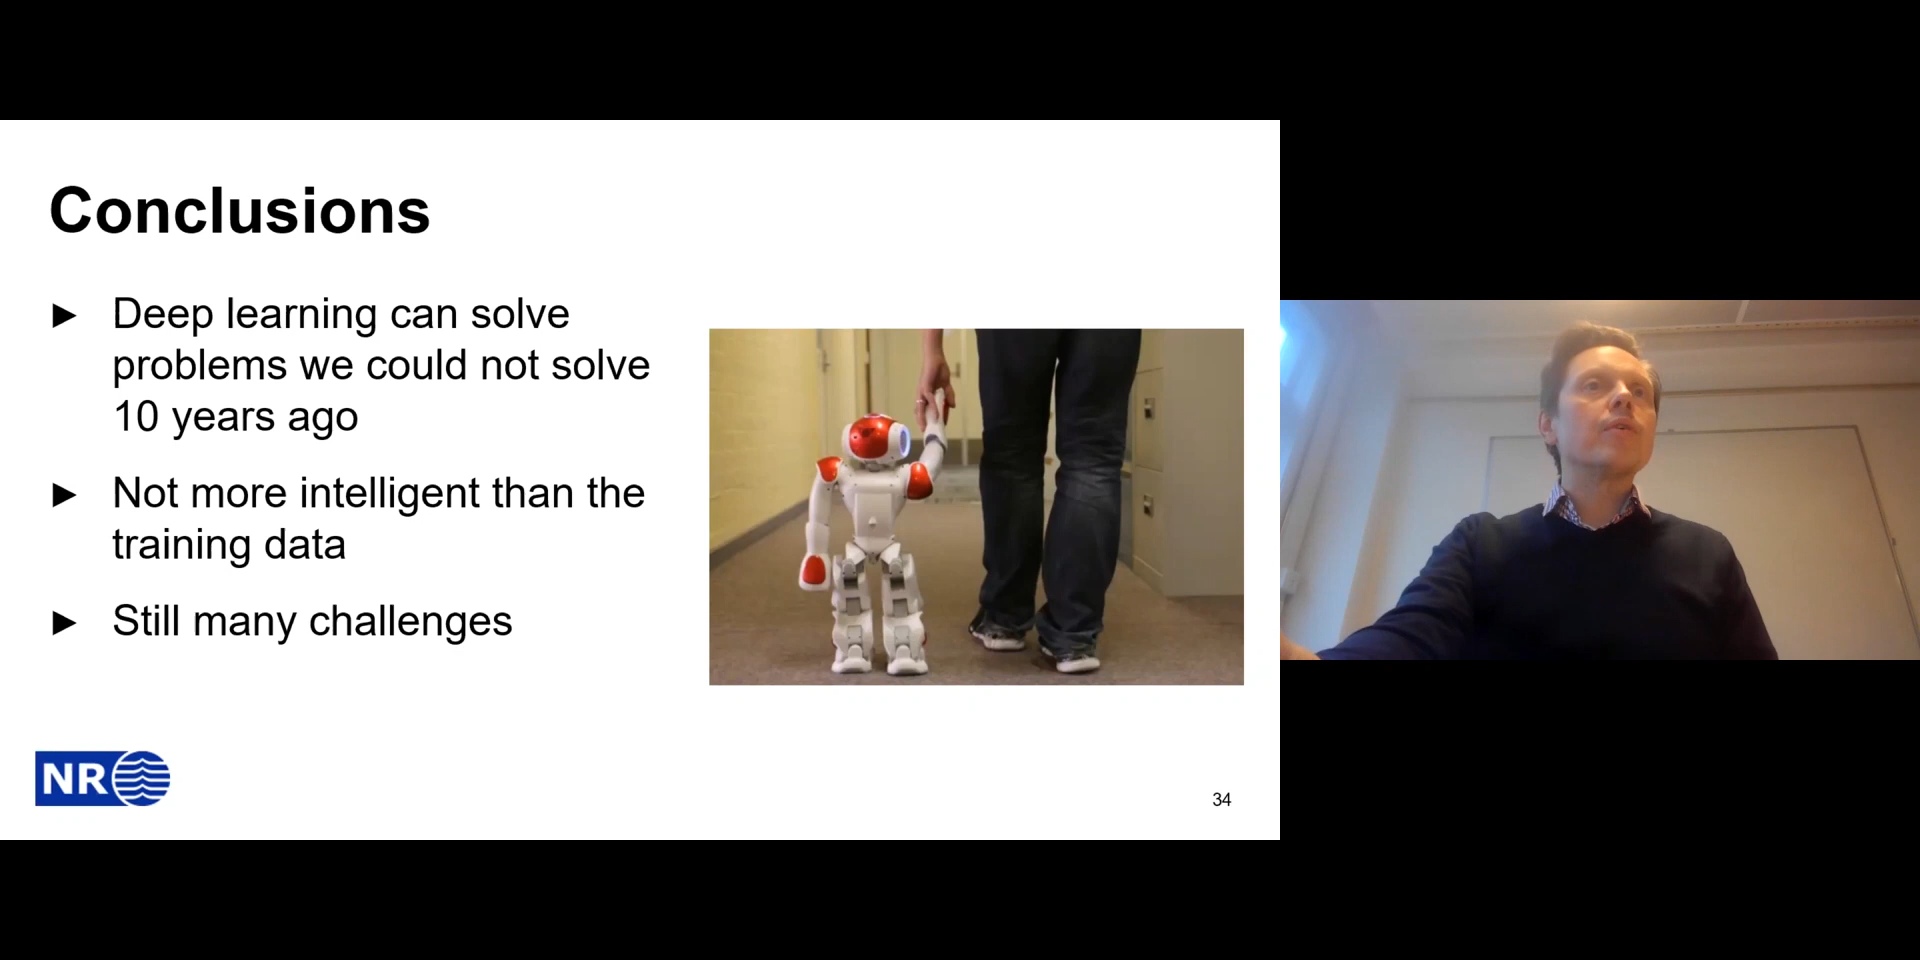 Conclusions
► Deep learning can solve
problems we could not solve
10 years ago
► Not more intelligent than the
training data
► Still many challenges
NR
34